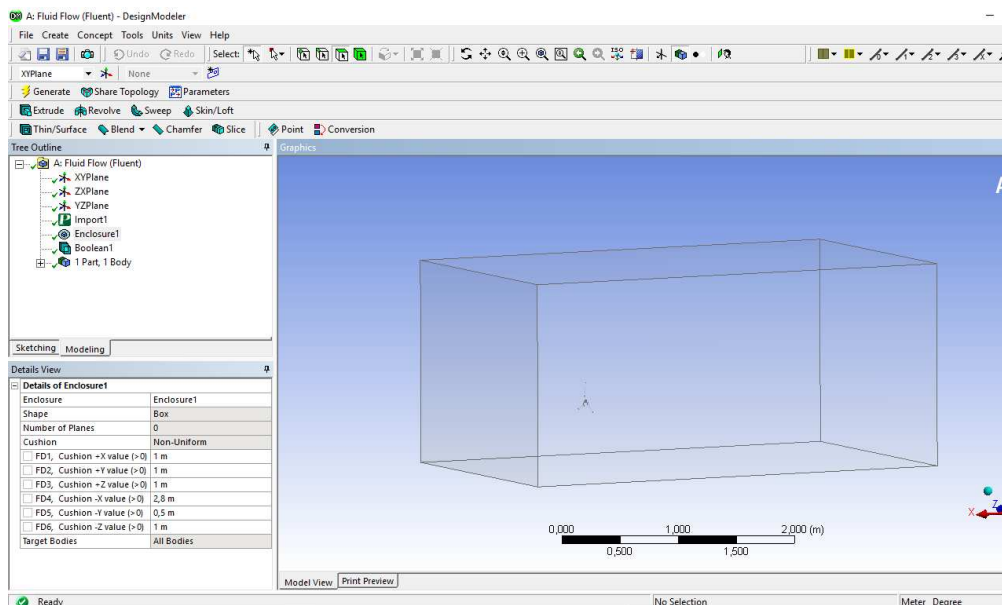 A: Fluid Flow (Fluent) - DesignModeler
File Create Concept Tools Units View Help
Undo Redo Select: ISO
XYPlane None
Generate Share Topology Parameters
Extrude Revolve Sweep Skin/Loft
Thin/Surface Blend Chamfer Slice Point Conversion
Tree Outline
A: Fluid Flow (Fluent)
XYPlane
ZXPlane
YZPlane
Import1
Enclosure1
Boolean1
1 Part, 1 Body
Sketching Modeling
Details View
Details of Enclosure1
Enclosure Enclosure1
Shape Box
Number of Planes 0
Cushion Non-Uniform
FD1, Cushion +X value (>0) 1 m
FD2, Cushion +Y value (>0) 1 m
FD3, Cushion +Z value (>0) 1 m
FD4, Cushion -X value (>0) 2,8 m
FD5, Cushion -Y value (>0) 0,5 m
FD6, Cushion -Z value (>0) 1 m
Target Bodies All Bodies
Graphics
X Z
0,000 1,000 2,000 (m)
0,500 1,500
Model View Print Preview
Ready No Selection Meter Degree